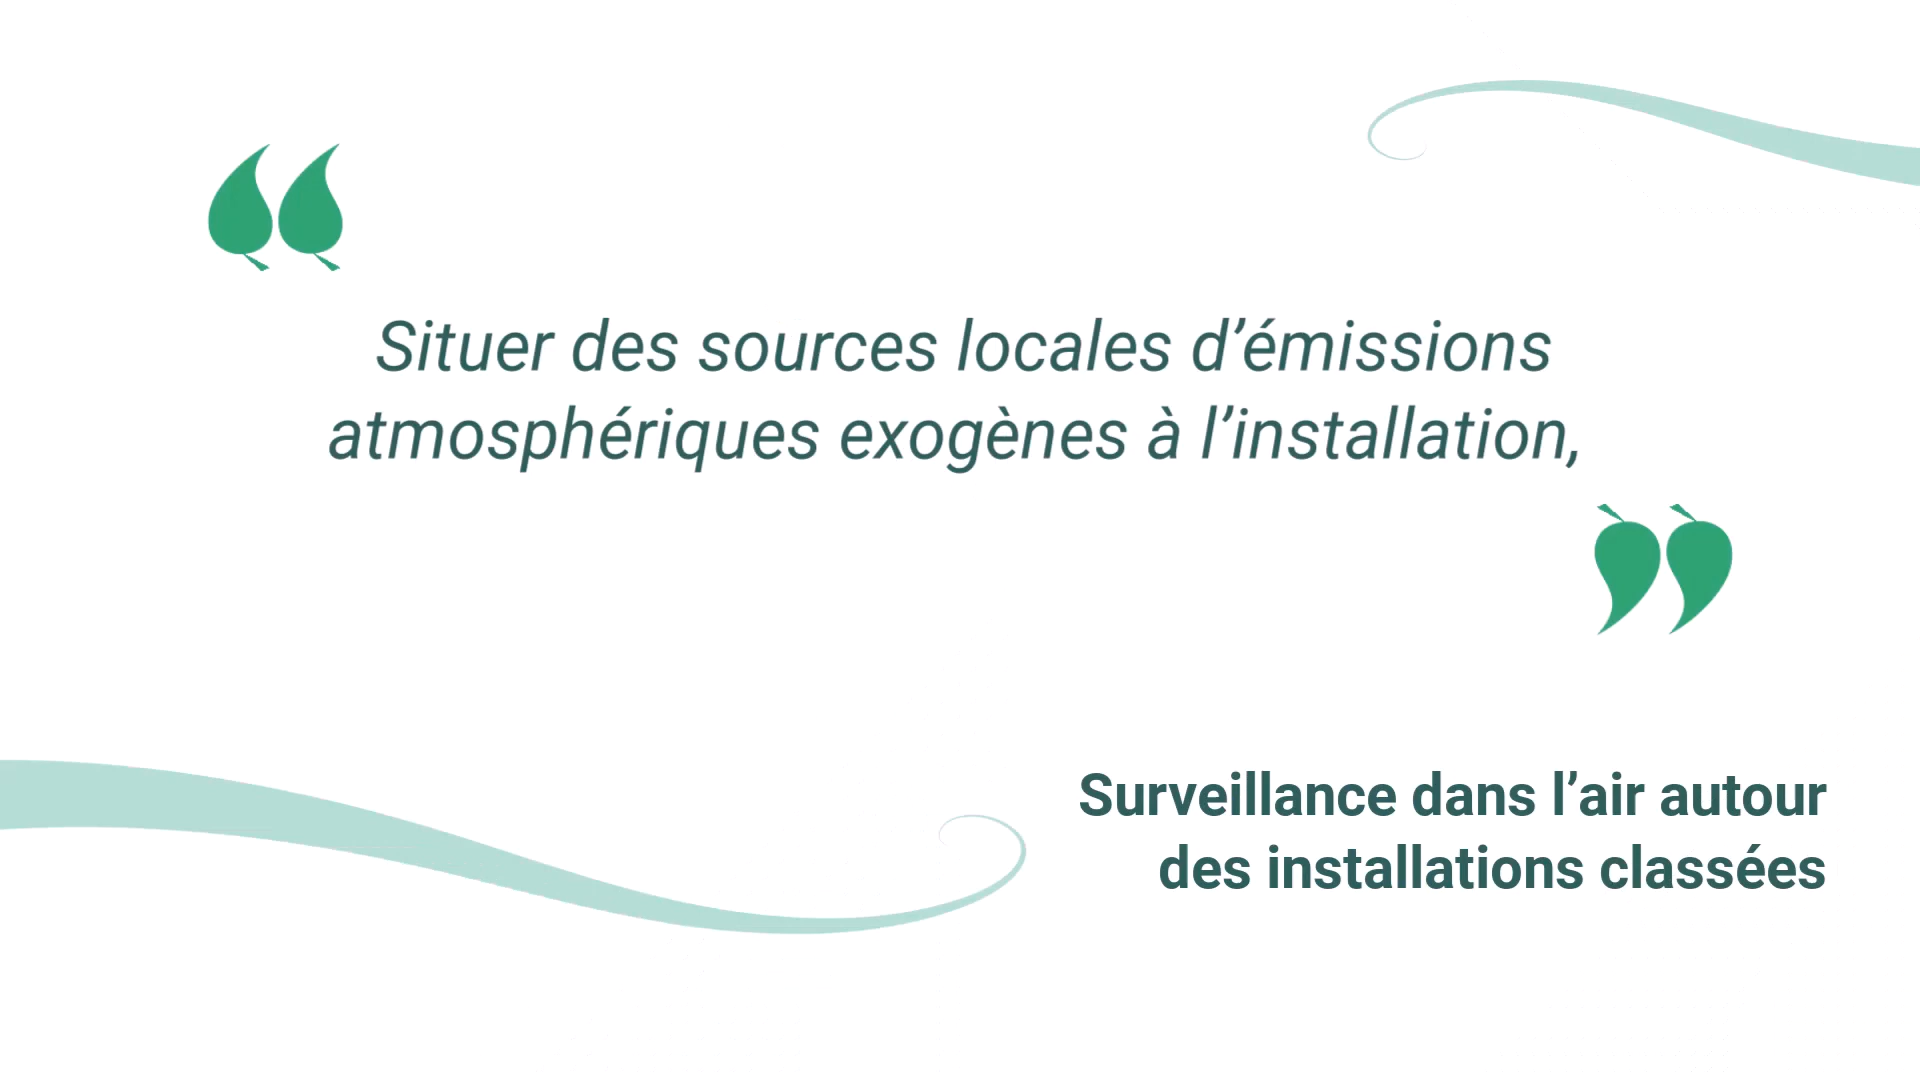 Situer des sources locales d’émissions
atmosphériques exogènes à l’installation,
Surveillance dans l’air autour
des installations classées